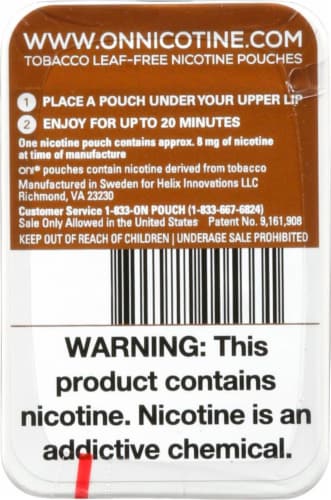 WWW.ONNICOTINE.COM
TOBACCO LEAF-FREE NICOTINE POUCHES
1 PLACE A POUCH UNDER YOUR UPPER LIP
2 ENJOY FOR UP TO 20 MINUTES
One nicotine pouch contains approx. 8 mg of nicotine
at time of manufacture
on!® pouches contain nicotine derived from tobacco
Manufactured in Sweden for Helix Innovations LLC
Richmond, VA 23230
Customer Service 1-833-ON POUCH (1-833-667-6824)
Sale Only Allowed in the United States Patent No. 9,161,908
KEEP OUT OF REACH OF CHILDREN | UNDERAGE SALE PROHIBITED
WARNING: This
product contains
nicotine. Nicotine is an
addictive chemical.